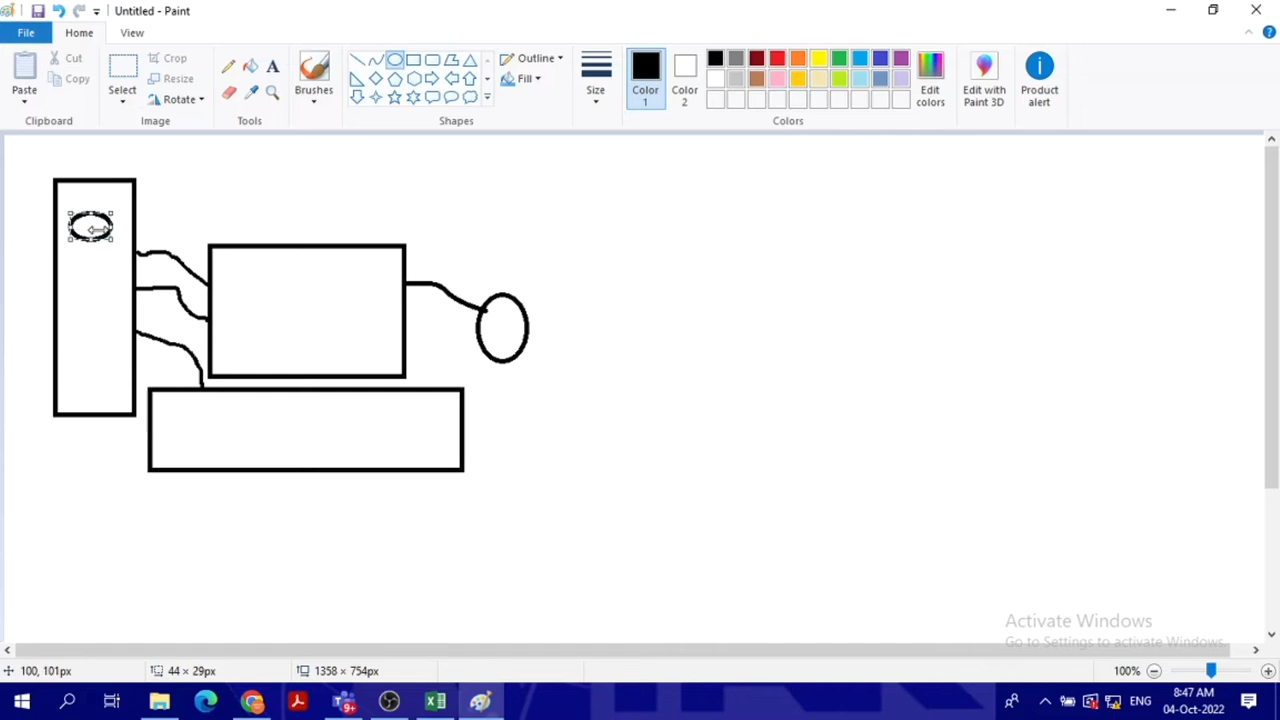 Untitled - Paint
File
Home
View
Paste
Cut
Copy
Clipboard
Select
Crop
Resize
Rotate
Image
Tools
Brushes
Outline
Fill
Shapes
Size
Color 1
Color 2
Edit colors
Colors
Edit with Paint 3D
Product alert
Activate Windows
Go to Settings to activate Windows.
100, 101px
44 × 29px
1358 × 754px
100%
9+
ENG
8:47 AM
04-Oct-2022